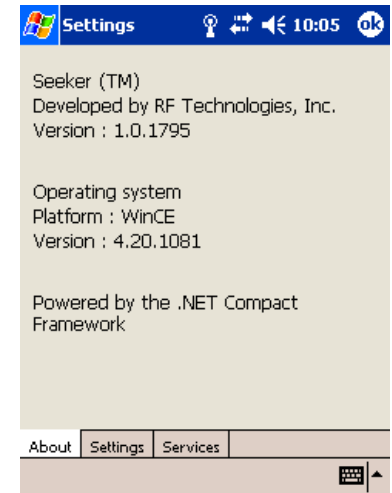 Settings 10:05 ok
Seeker (TM)
Developed by RF Technologies, Inc.
Version : 1.0.1795
Operating system
Platform : WinCE
Version : 4.20.1081
Powered by the .NET Compact
Framework
About Settings Services